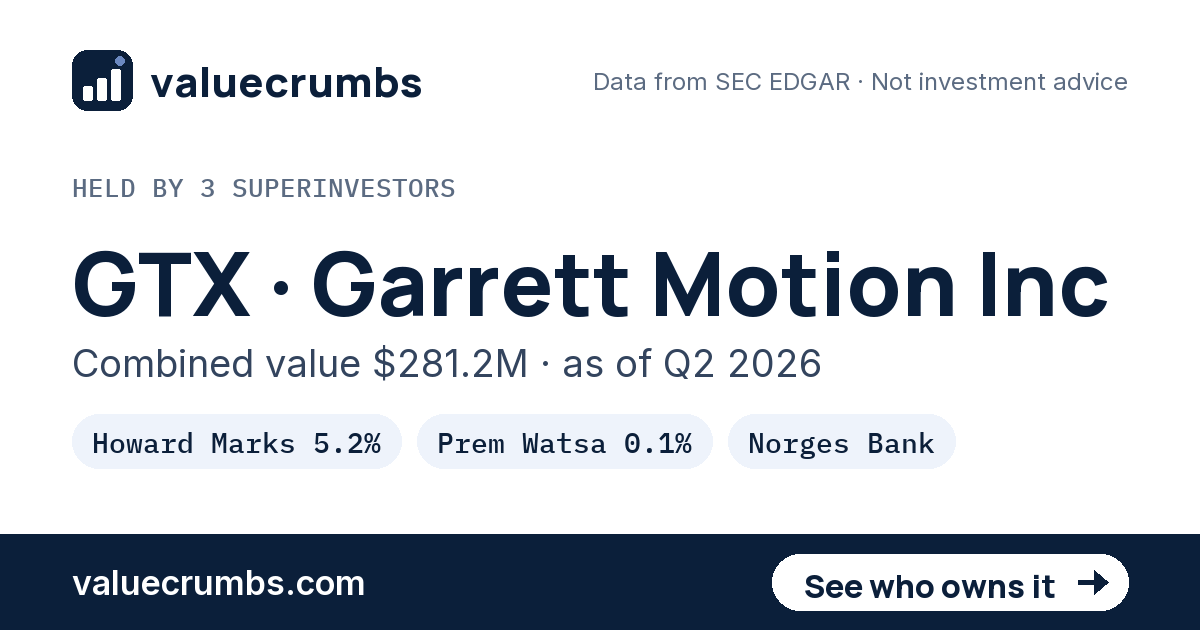 valuecrumbs
Data from SEC EDGAR · Not investment advice
HELD BY 3 SUPERINVESTORS
GTX · Garrett Motion Inc
Combined value $281.2M · as of Q2 2026
Howard Marks 5.2%
Prem Watsa 0.1%
Norges Bank
valuecrumbs.com
See who owns it →